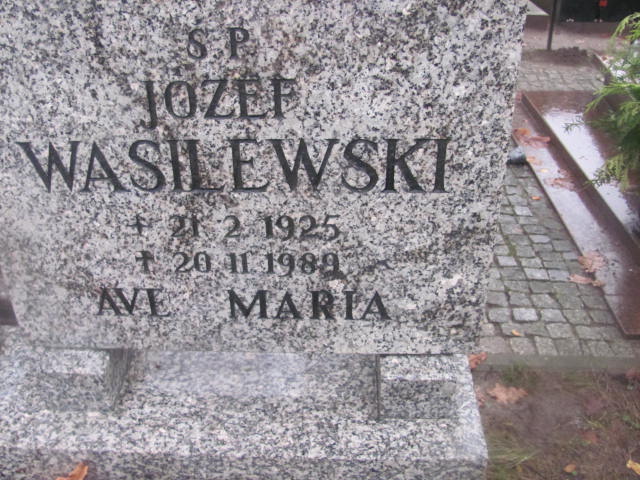 S P
JÓZEF
WASILEWSKI
+ 21 2 1925
+ 20 11 1989
AVE MARIA